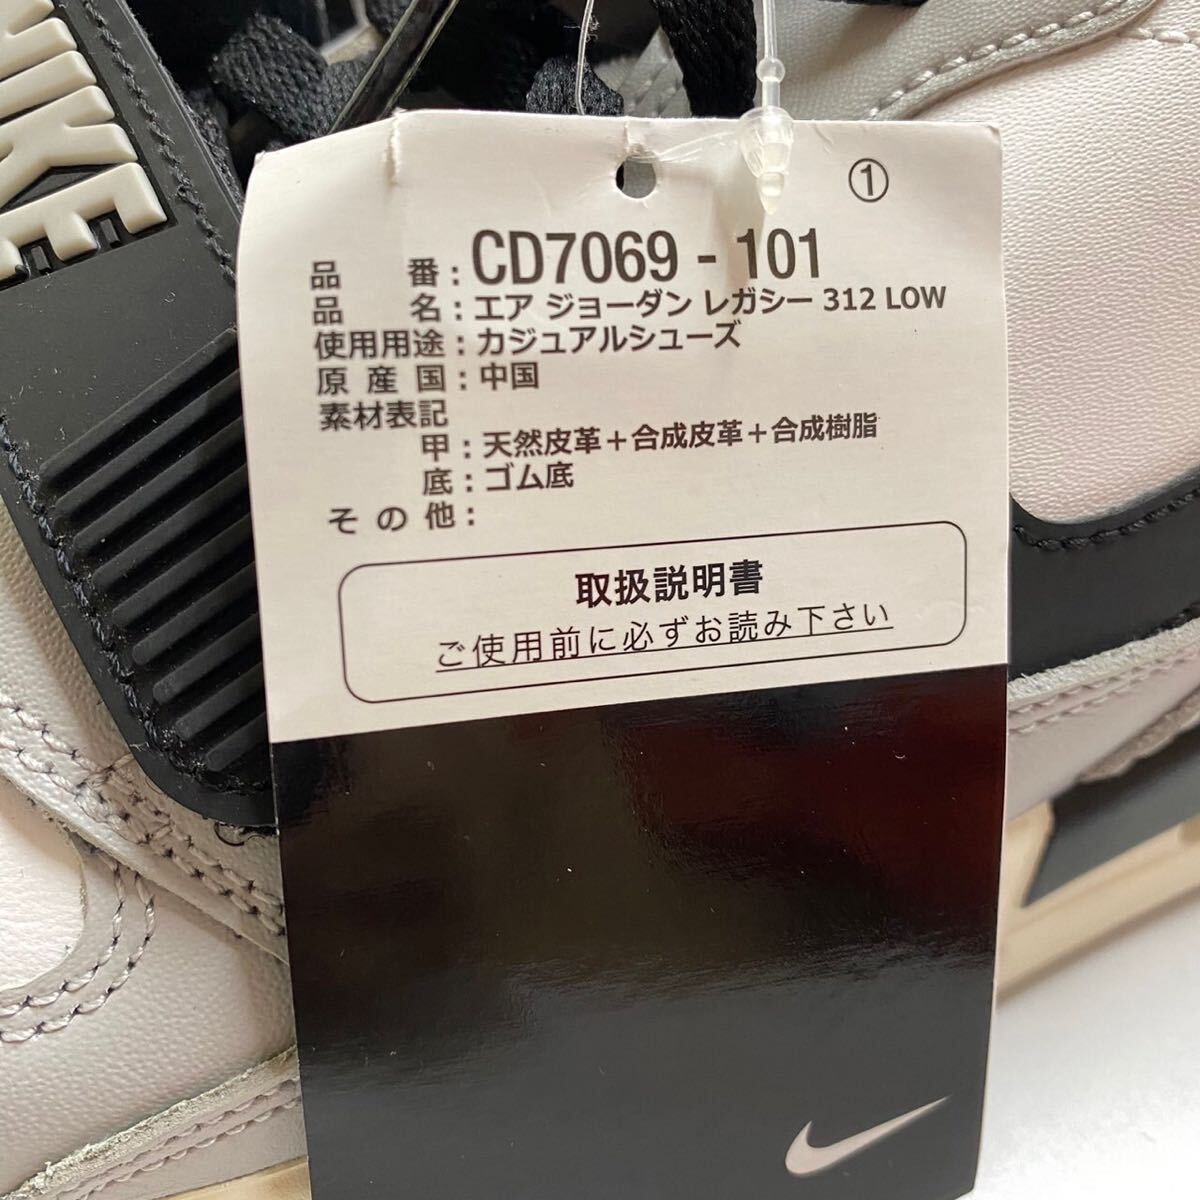 NIKE
①
品番：CD7069 - 101
品名：エア ジョーダン レガシー 312 LOW
使用用途：カジュアルシューズ
原産国：中国
素材表記
甲：天然皮革＋合成皮革＋合成樹脂
底：ゴム底
その他：
取扱説明書
ご使用前に必ずお読み下さい